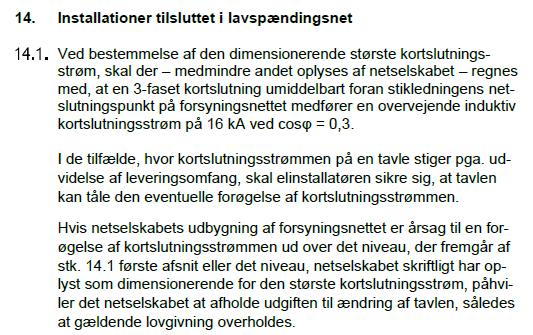 14. Installationer tilsluttet i lavspændingsnet
14.1. Ved bestemmelse af den dimensionerende største kortslutnings-
strøm, skal der – medmindre andet oplyses af netselskabet – regnes
med, at en 3-faset kortslutning umiddelbart foran stikledningens net-
slutningspunkt på forsyningsnettet medfører en overvejende induktiv
kortslutningsstrøm på 16 kA ved cosφ = 0,3.
I de tilfælde, hvor kortslutningsstrømmen på en tavle stiger pga. ud-
videlse af leveringsomfang, skal elinstallatøren sikre sig, at tavlen
kan tåle den eventuelle forøgelse af kortslutningsstrømmen.
Hvis netselskabets udbygning af forsyningsnettet er årsag til en for-
øgelse af kortslutningsstrømmen ud over det niveau, der fremgår af
stk. 14.1 første afsnit eller det niveau, netselskabet skriftligt har op-
lyst som dimensionerende for den største kortslutningsstrøm, påhvi-
ler det netselskabet at afholde udgiften til ændring af tavlen, således
at gældende lovgivning overholdes.